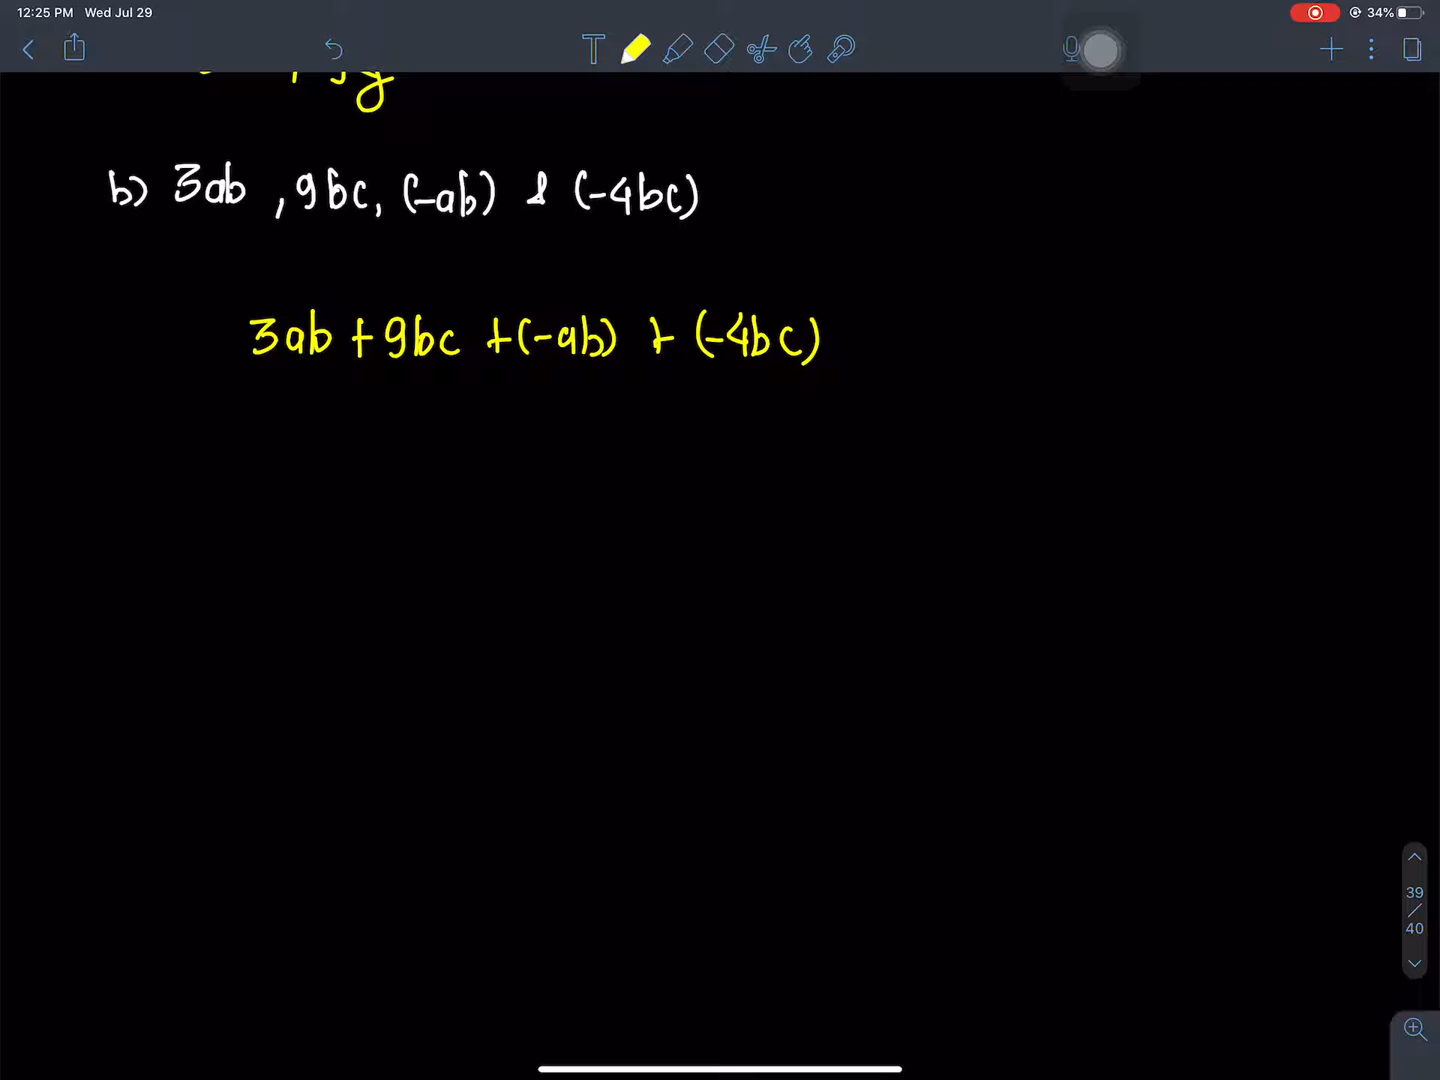 12:25 PM Wed Jul 29
34%
b) 3ab , 9bc, (-ab) & (-4bc)
3ab + 9bc + (-ab) + (-4bc)
39
/
40